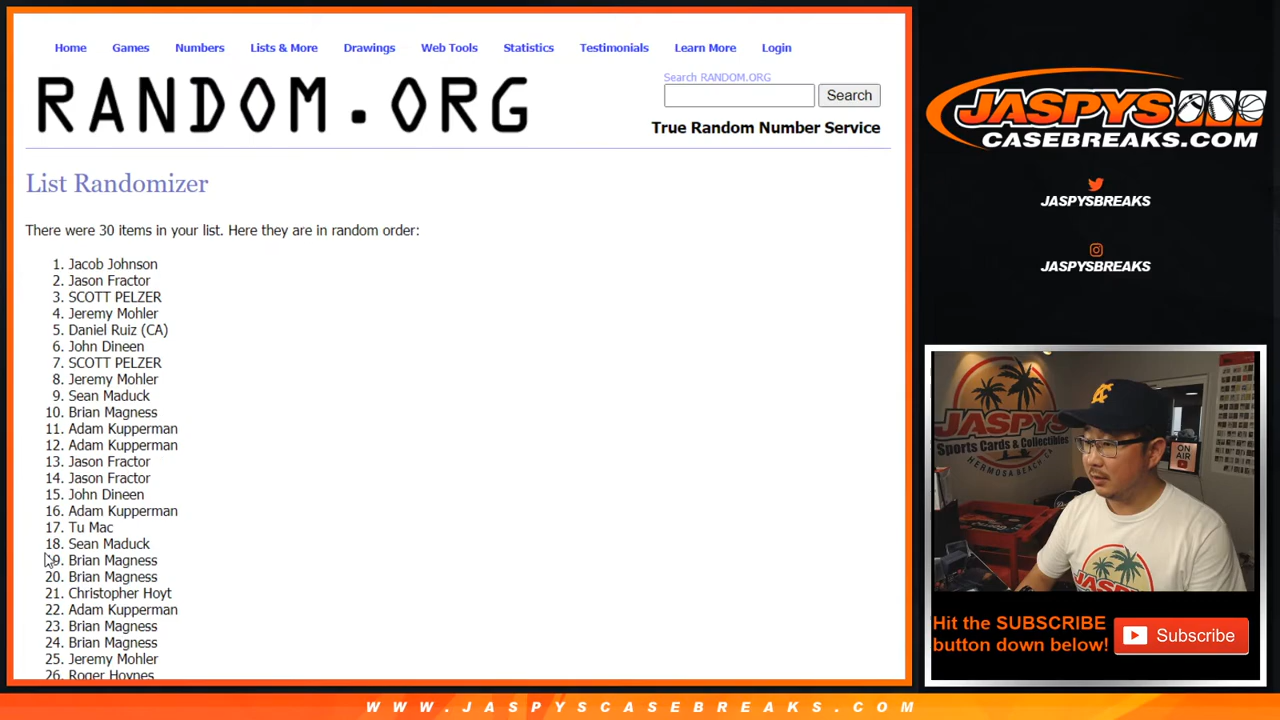 Home Games Numbers Lists & More Drawings Web Tools Statistics Testimonials Learn More Login
RANDOM.ORG
Search RANDOM.ORG
Search
True Random Number Service
List Randomizer
There were 30 items in your list. Here they are in random order:
1. Jacob Johnson
2. Jason Fractor
3. SCOTT PELZER
4. Jeremy Mohler
5. Daniel Ruiz (CA)
6. John Dineen
7. SCOTT PELZER
8. Jeremy Mohler
9. Sean Maduck
10. Brian Magness
11. Adam Kupperman
12. Adam Kupperman
13. Jason Fractor
14. Jason Fractor
15. John Dineen
16. Adam Kupperman
17. Tu Mac
18. Sean Maduck
19. Brian Magness
20. Brian Magness
21. Christopher Hoyt
22. Adam Kupperman
23. Brian Magness
24. Brian Magness
25. Jeremy Mohler
26. Roger Hoynes
JASPYS
CASEBREAKS.COM
JASPYSBREAKS
JASPYSBREAKS
JASPYS
Sports Cards & Collectibles
HERMOSA BEACH, CA
ON AIR
Hit the SUBSCRIBE
button down below!
Subscribe
WWW.JASPYSCASEBREAKS.COM